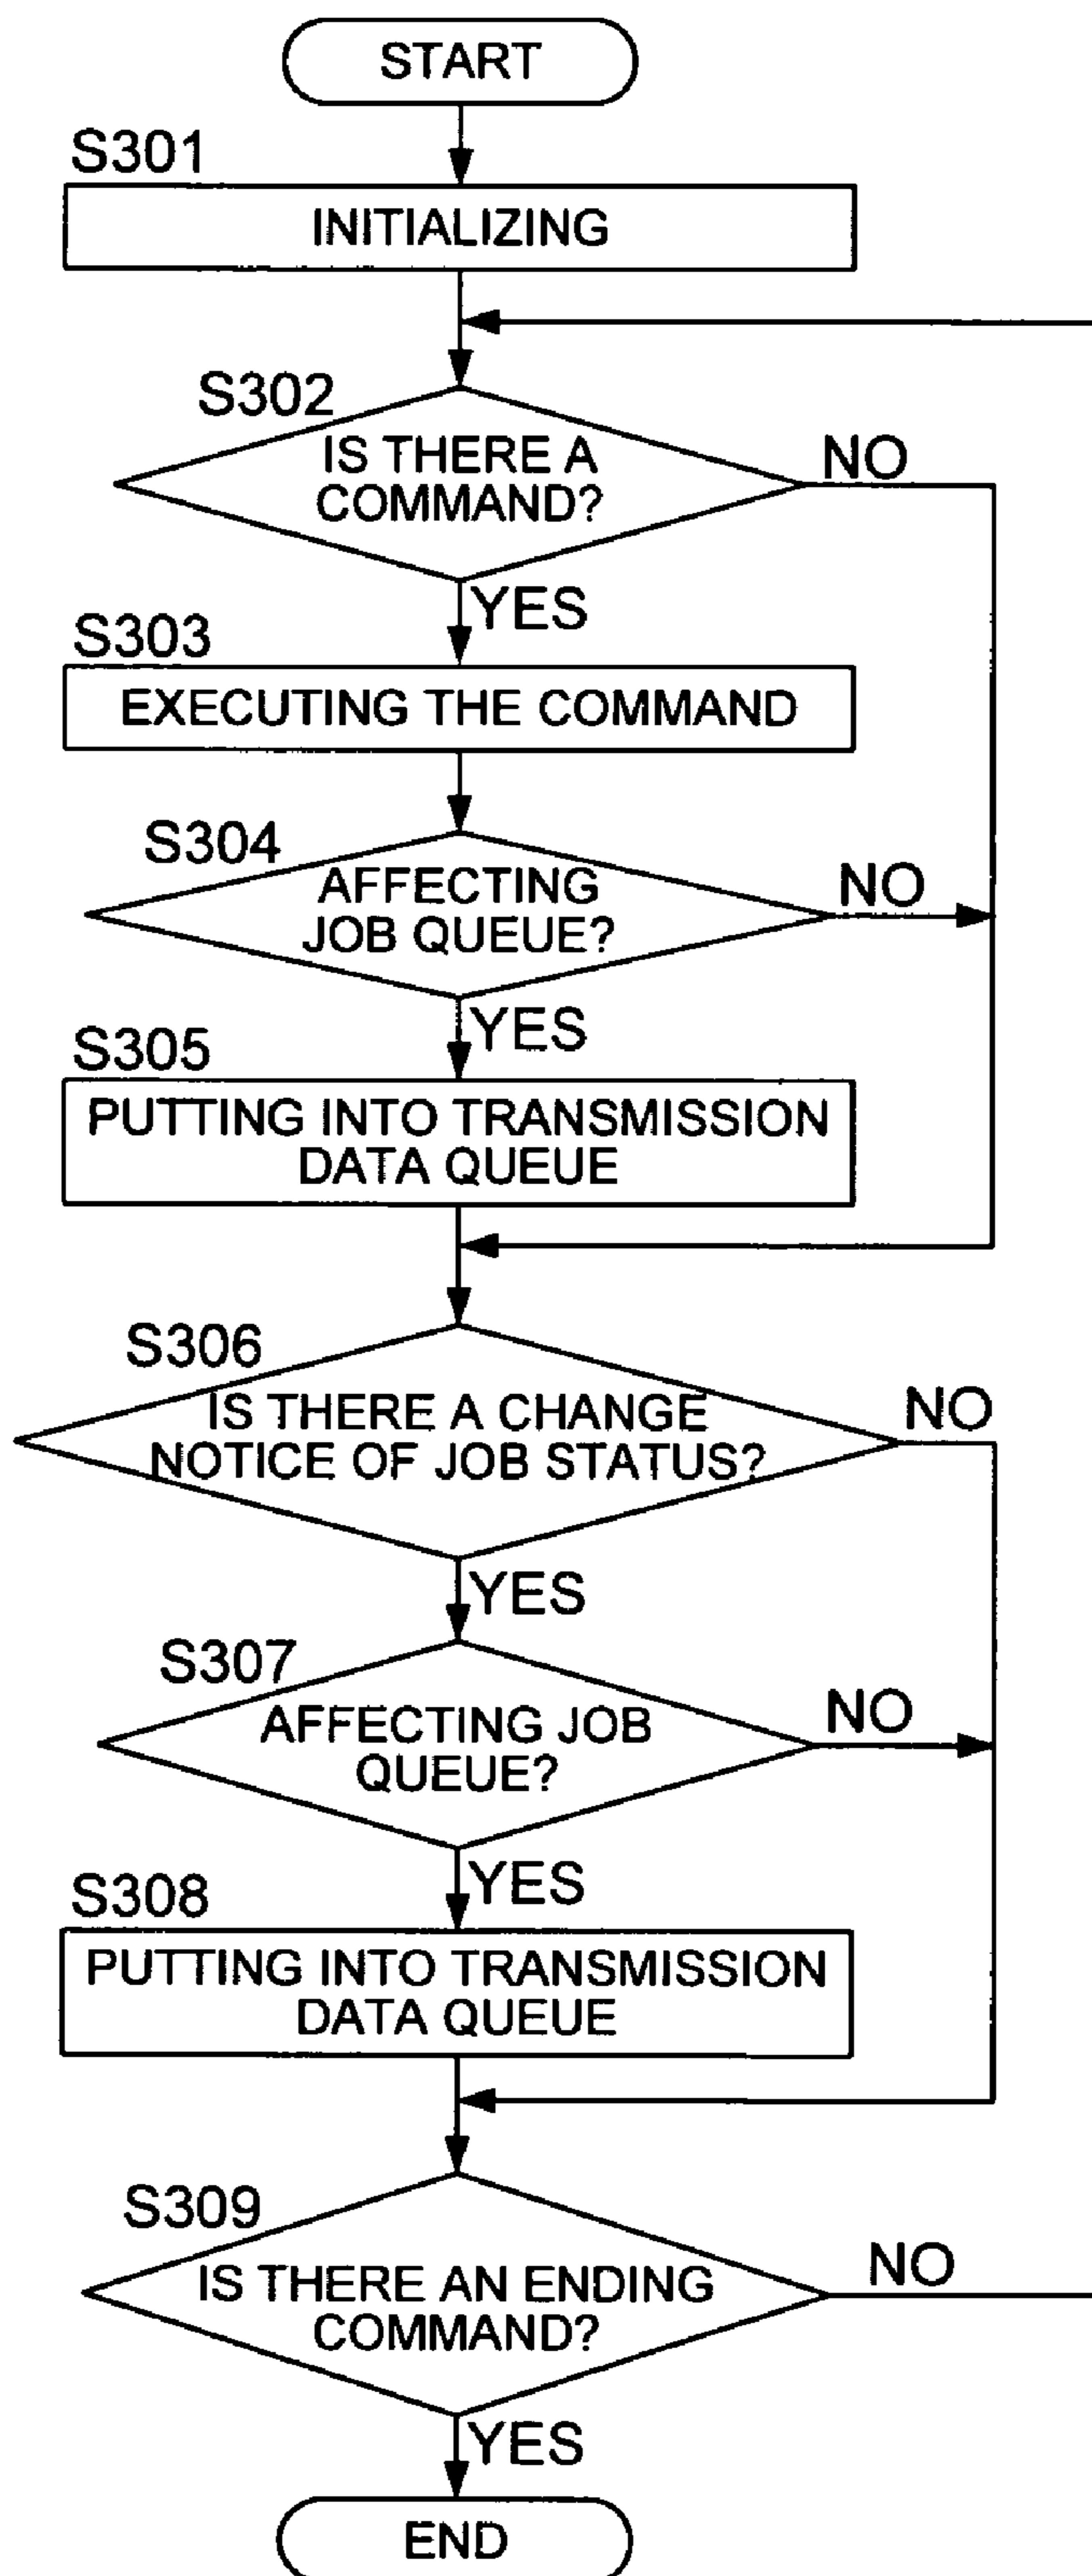 START
S301
INITIALIZING
S302
IS THERE A
COMMAND?
NO
YES
S303
EXECUTING THE COMMAND
S304
AFFECTING
JOB QUEUE?
NO
YES
S305
PUTTING INTO TRANSMISSION
DATA QUEUE
S306
IS THERE A CHANGE
NOTICE OF JOB STATUS?
NO
YES
S307
AFFECTING JOB
QUEUE?
NO
YES
S308
PUTTING INTO TRANSMISSION
DATA QUEUE
S309
IS THERE AN ENDING
COMMAND?
NO
YES
END